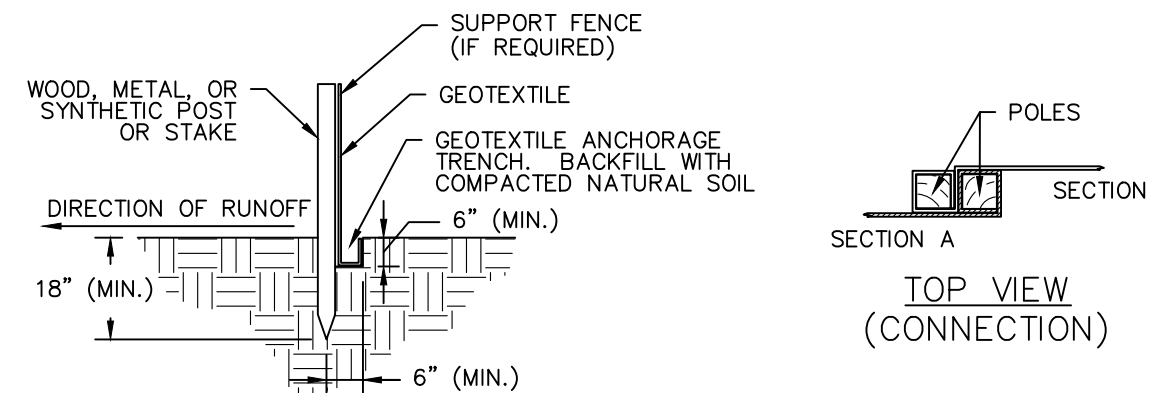 SUPPORT FENCE
(IF REQUIRED)
WOOD, METAL, OR
SYNTHETIC POST
OR STAKE
GEOTEXTILE
GEOTEXTILE ANCHORAGE
TRENCH. BACKFILL WITH
COMPACTED NATURAL SOIL
DIRECTION OF RUNOFF
6" (MIN.)
18" (MIN.)
6" (MIN.)
POLES
SECTION
SECTION A
TOP VIEW
(CONNECTION)